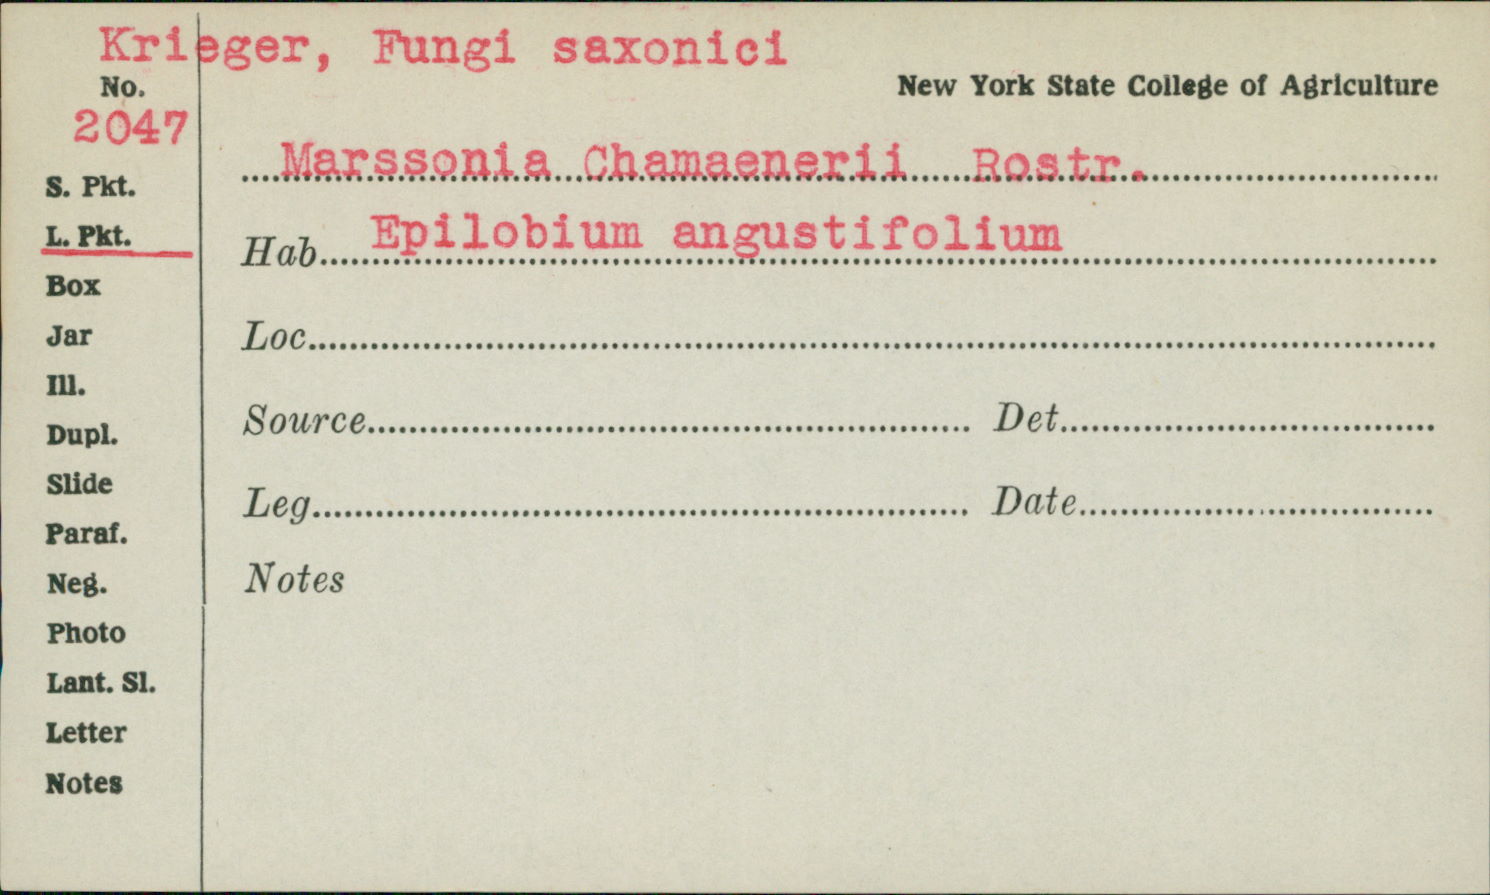 Krieger, Fungi saxonici
No.
2047
New York State College of Agriculture
Marssonia Chamaenerii Rostr.
S. Pkt.
L. Pkt.
Hab. Epilobium angustifolium
Box
Jar
Loc.
Ill.
Dupl.
Source Det.
Slide
Leg. Date
Paraf.
Neg.
Notes
Photo
Lant. Sl.
Letter
Notes